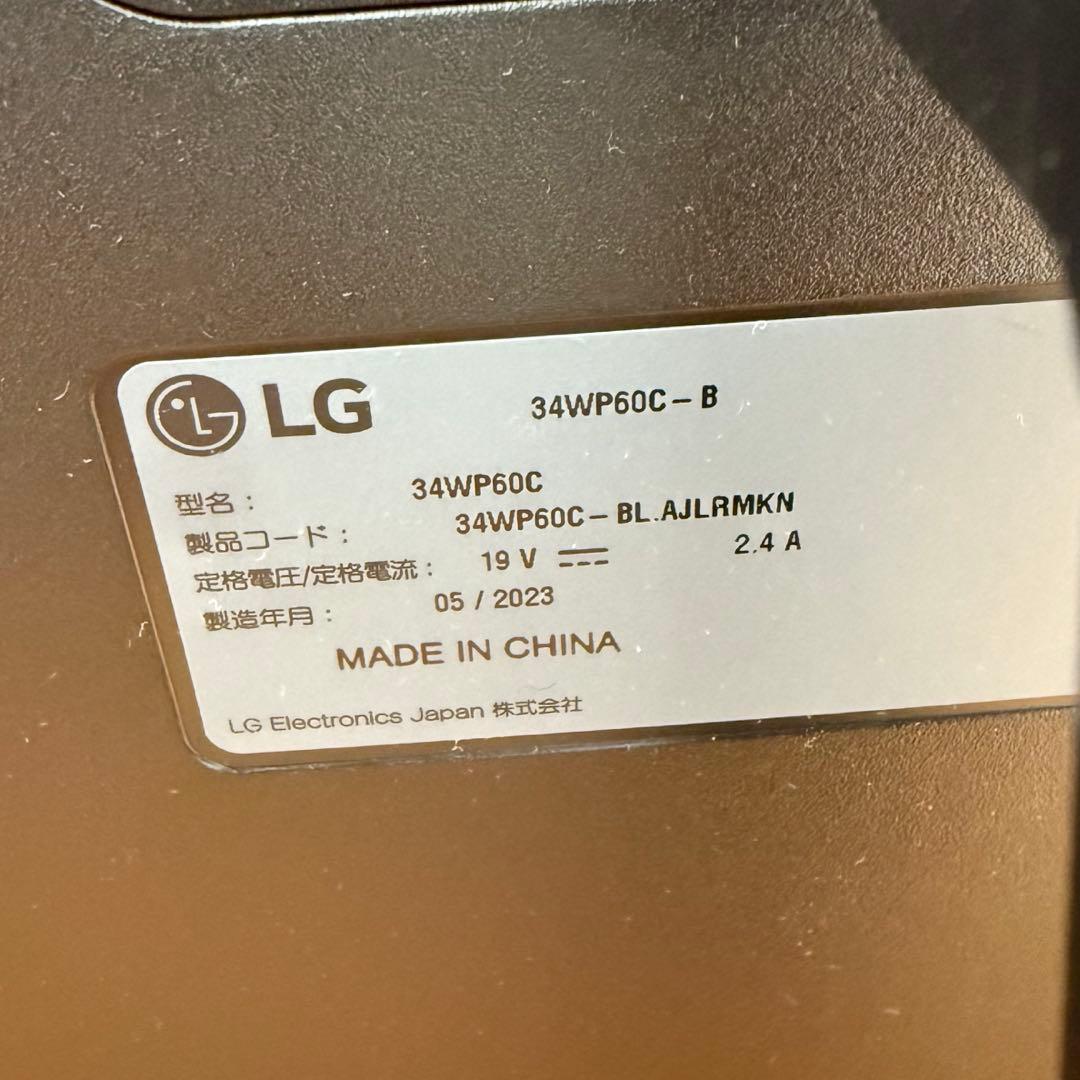 LG 34WP60C-B
型名: 34WP60C
製品コード: 34WP60C-BL.AJLRMKN
定格電圧/定格電流: 19 V ⎓ 2.4 A
製造年月: 05 / 2023
MADE IN CHINA
LG Electronics Japan 株式会社